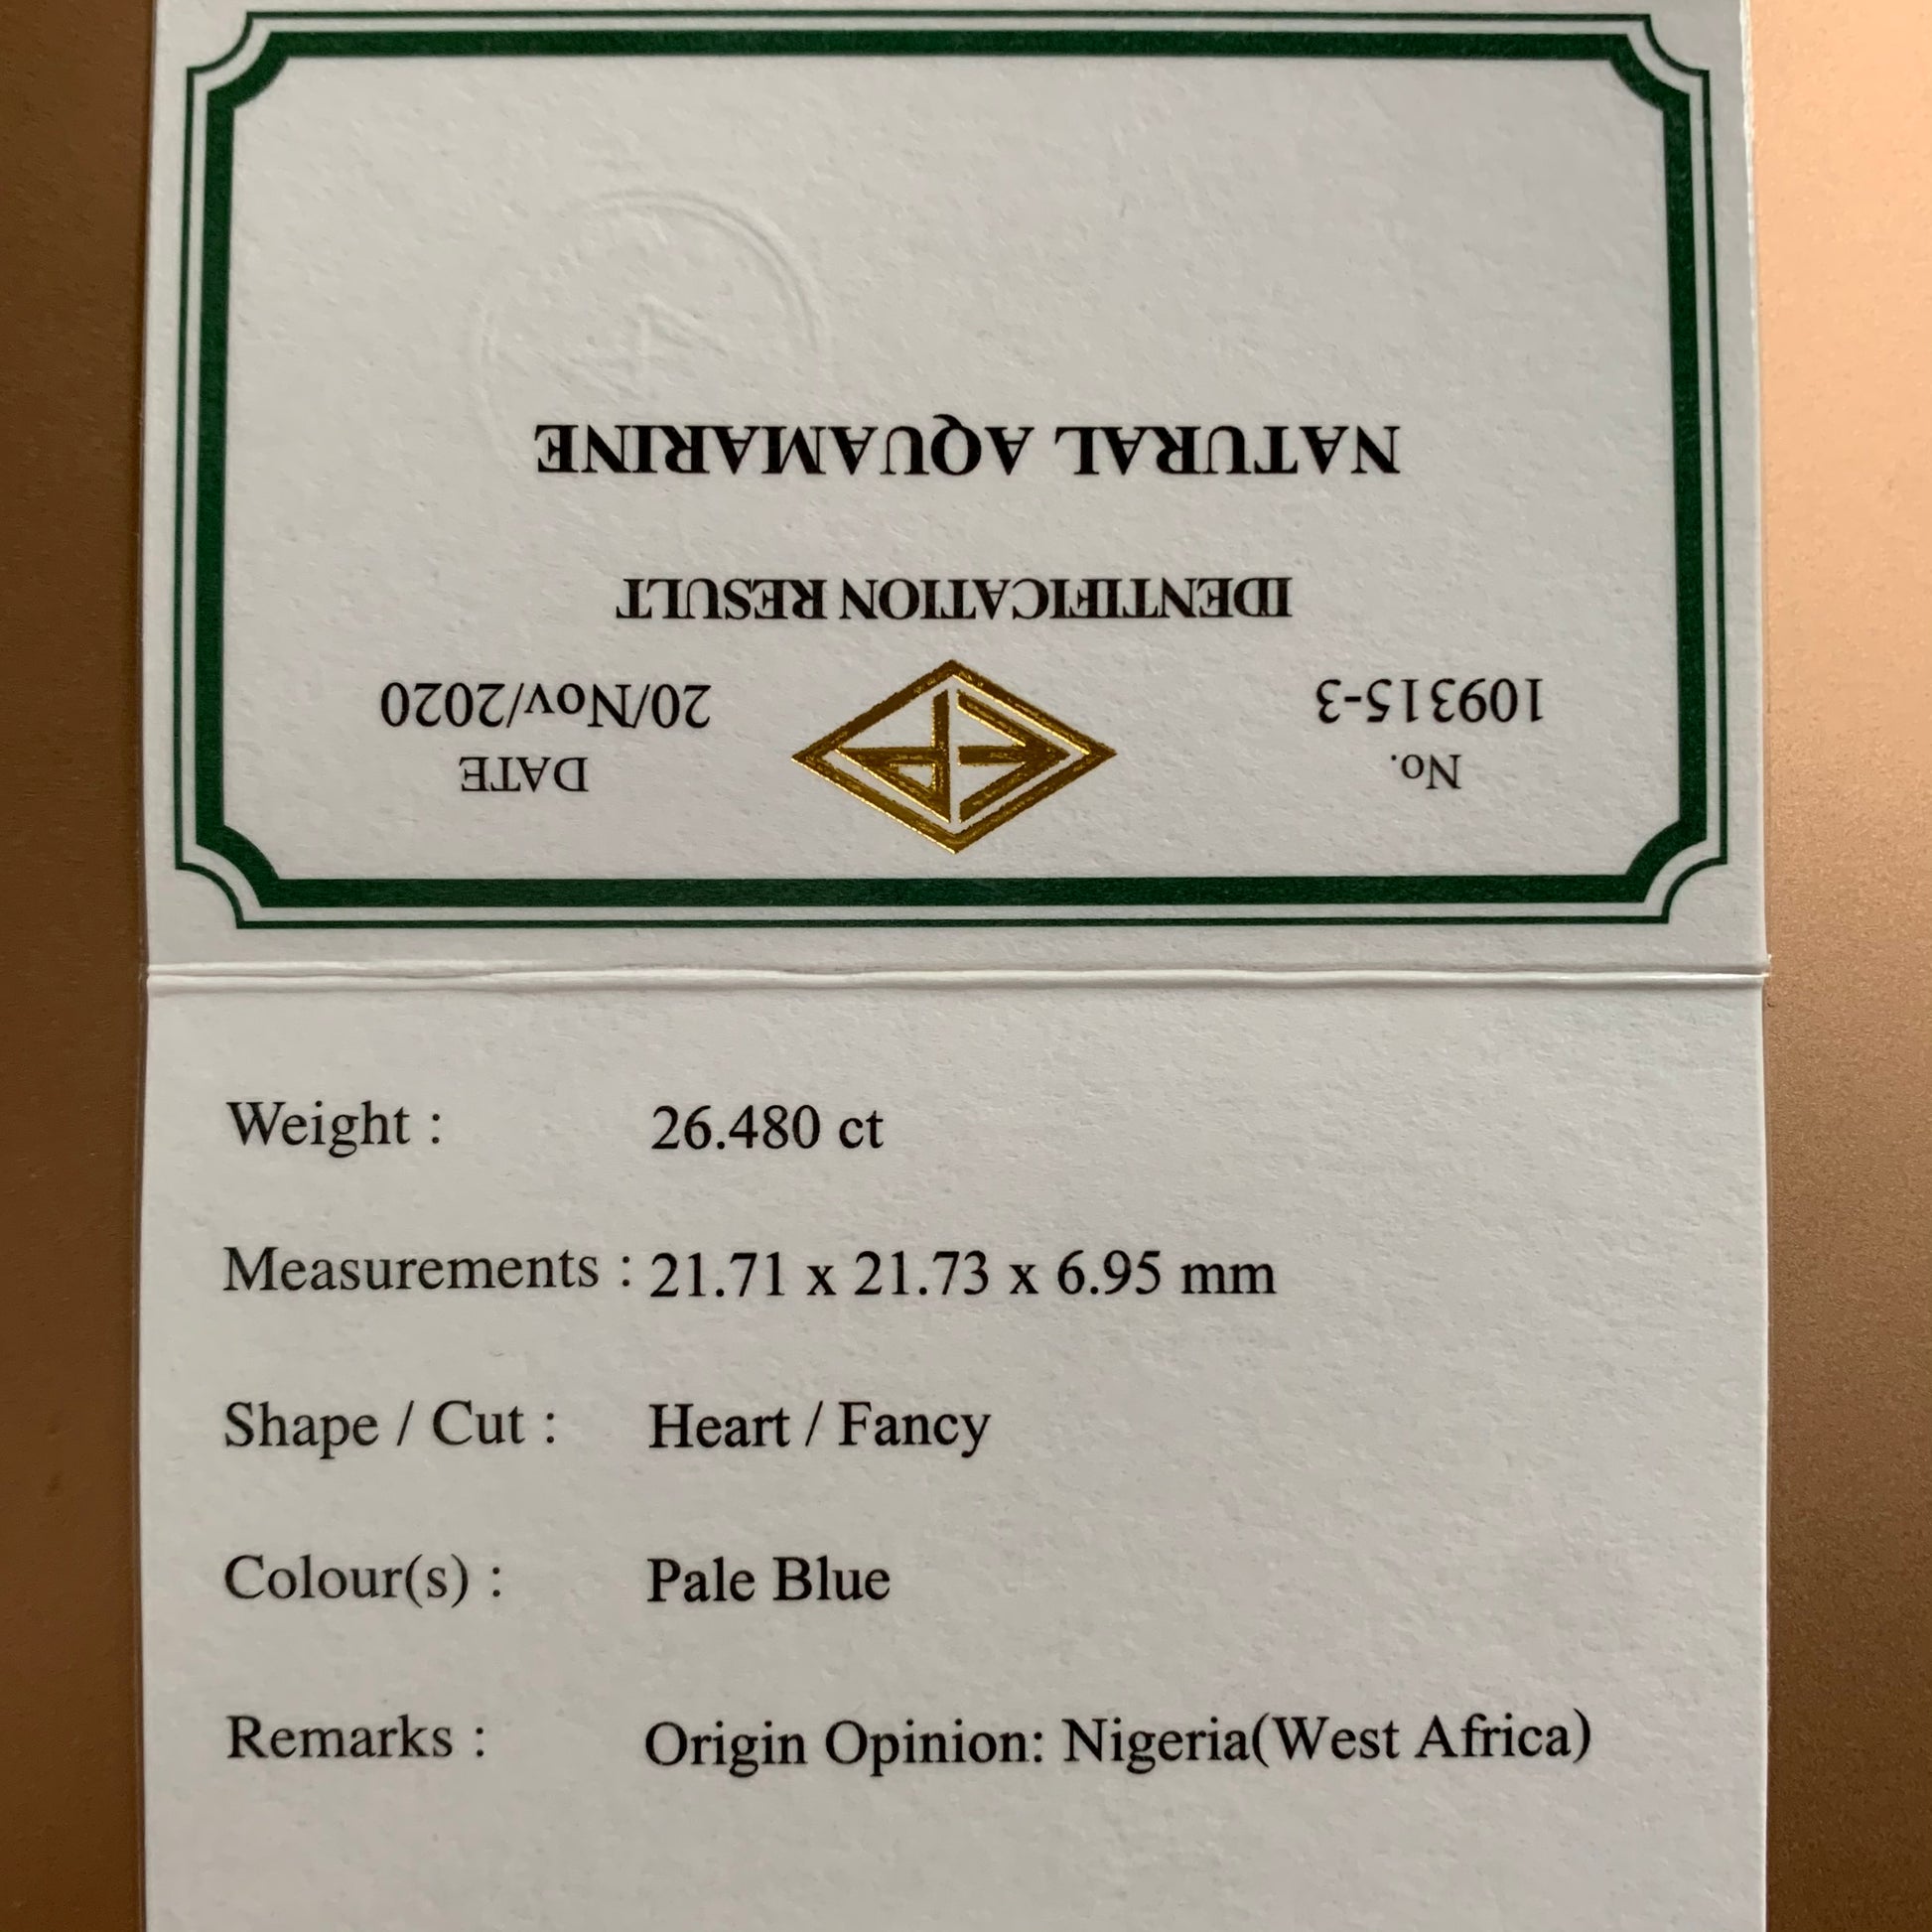 No. DATE
109315-3 20/Nov/2020
IDENTIFICATION RESULT
NATURAL AQUAMARINE
Weight : 26.480 ct
Measurements : 21.71 x 21.73 x 6.95 mm
Shape / Cut : Heart / Fancy
Colour(s) : Pale Blue
Remarks : Origin Opinion: Nigeria(West Africa)